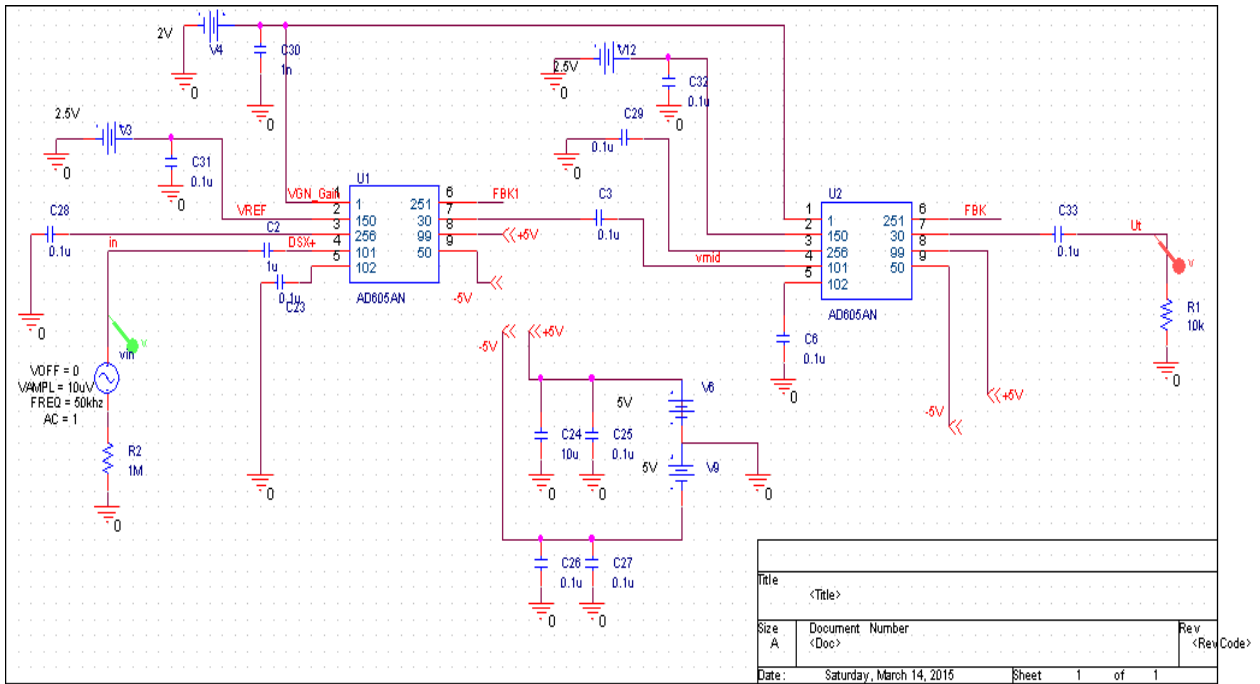 2V
V4
C30
1n
0
0
2.5V
V12
C32
0.1u
0
0
2.5V
V3
C31
0.1u
0
0
C29
0.1u
0
U1
VGN_Gain
VREF
C28
0.1u
0
in
C2
1u
DSX+
0.1u
C23
0
1
2
3
4
5
1
150
256
101
102
251
30
99
50
6
7
8
9
FBK1
+5V
-5V
AD605AN
C3
0.1u
vmid
U2
1
2
3
4
5
1
150
256
101
102
251
30
99
50
6
7
8
9
FBK
AD605AN
C6
0.1u
0
+5V
-5V
C33
0.1u
Ut
V
R1
10k
0
V
vin
VOFF = 0
VAMPL = 10uV
FREQ = 50khz
AC = 1
R2
1M
0
-5V
+5V
C24
10u
0
C25
0.1u
0
5V
V6
5V
V9
0
C26
0.1u
0
C27
0.1u
0
Title
<Title>
Size
A
Document Number
<Doc>
Rev
<RevCode>
Date:
Saturday, March 14, 2015
Sheet 1 of 1